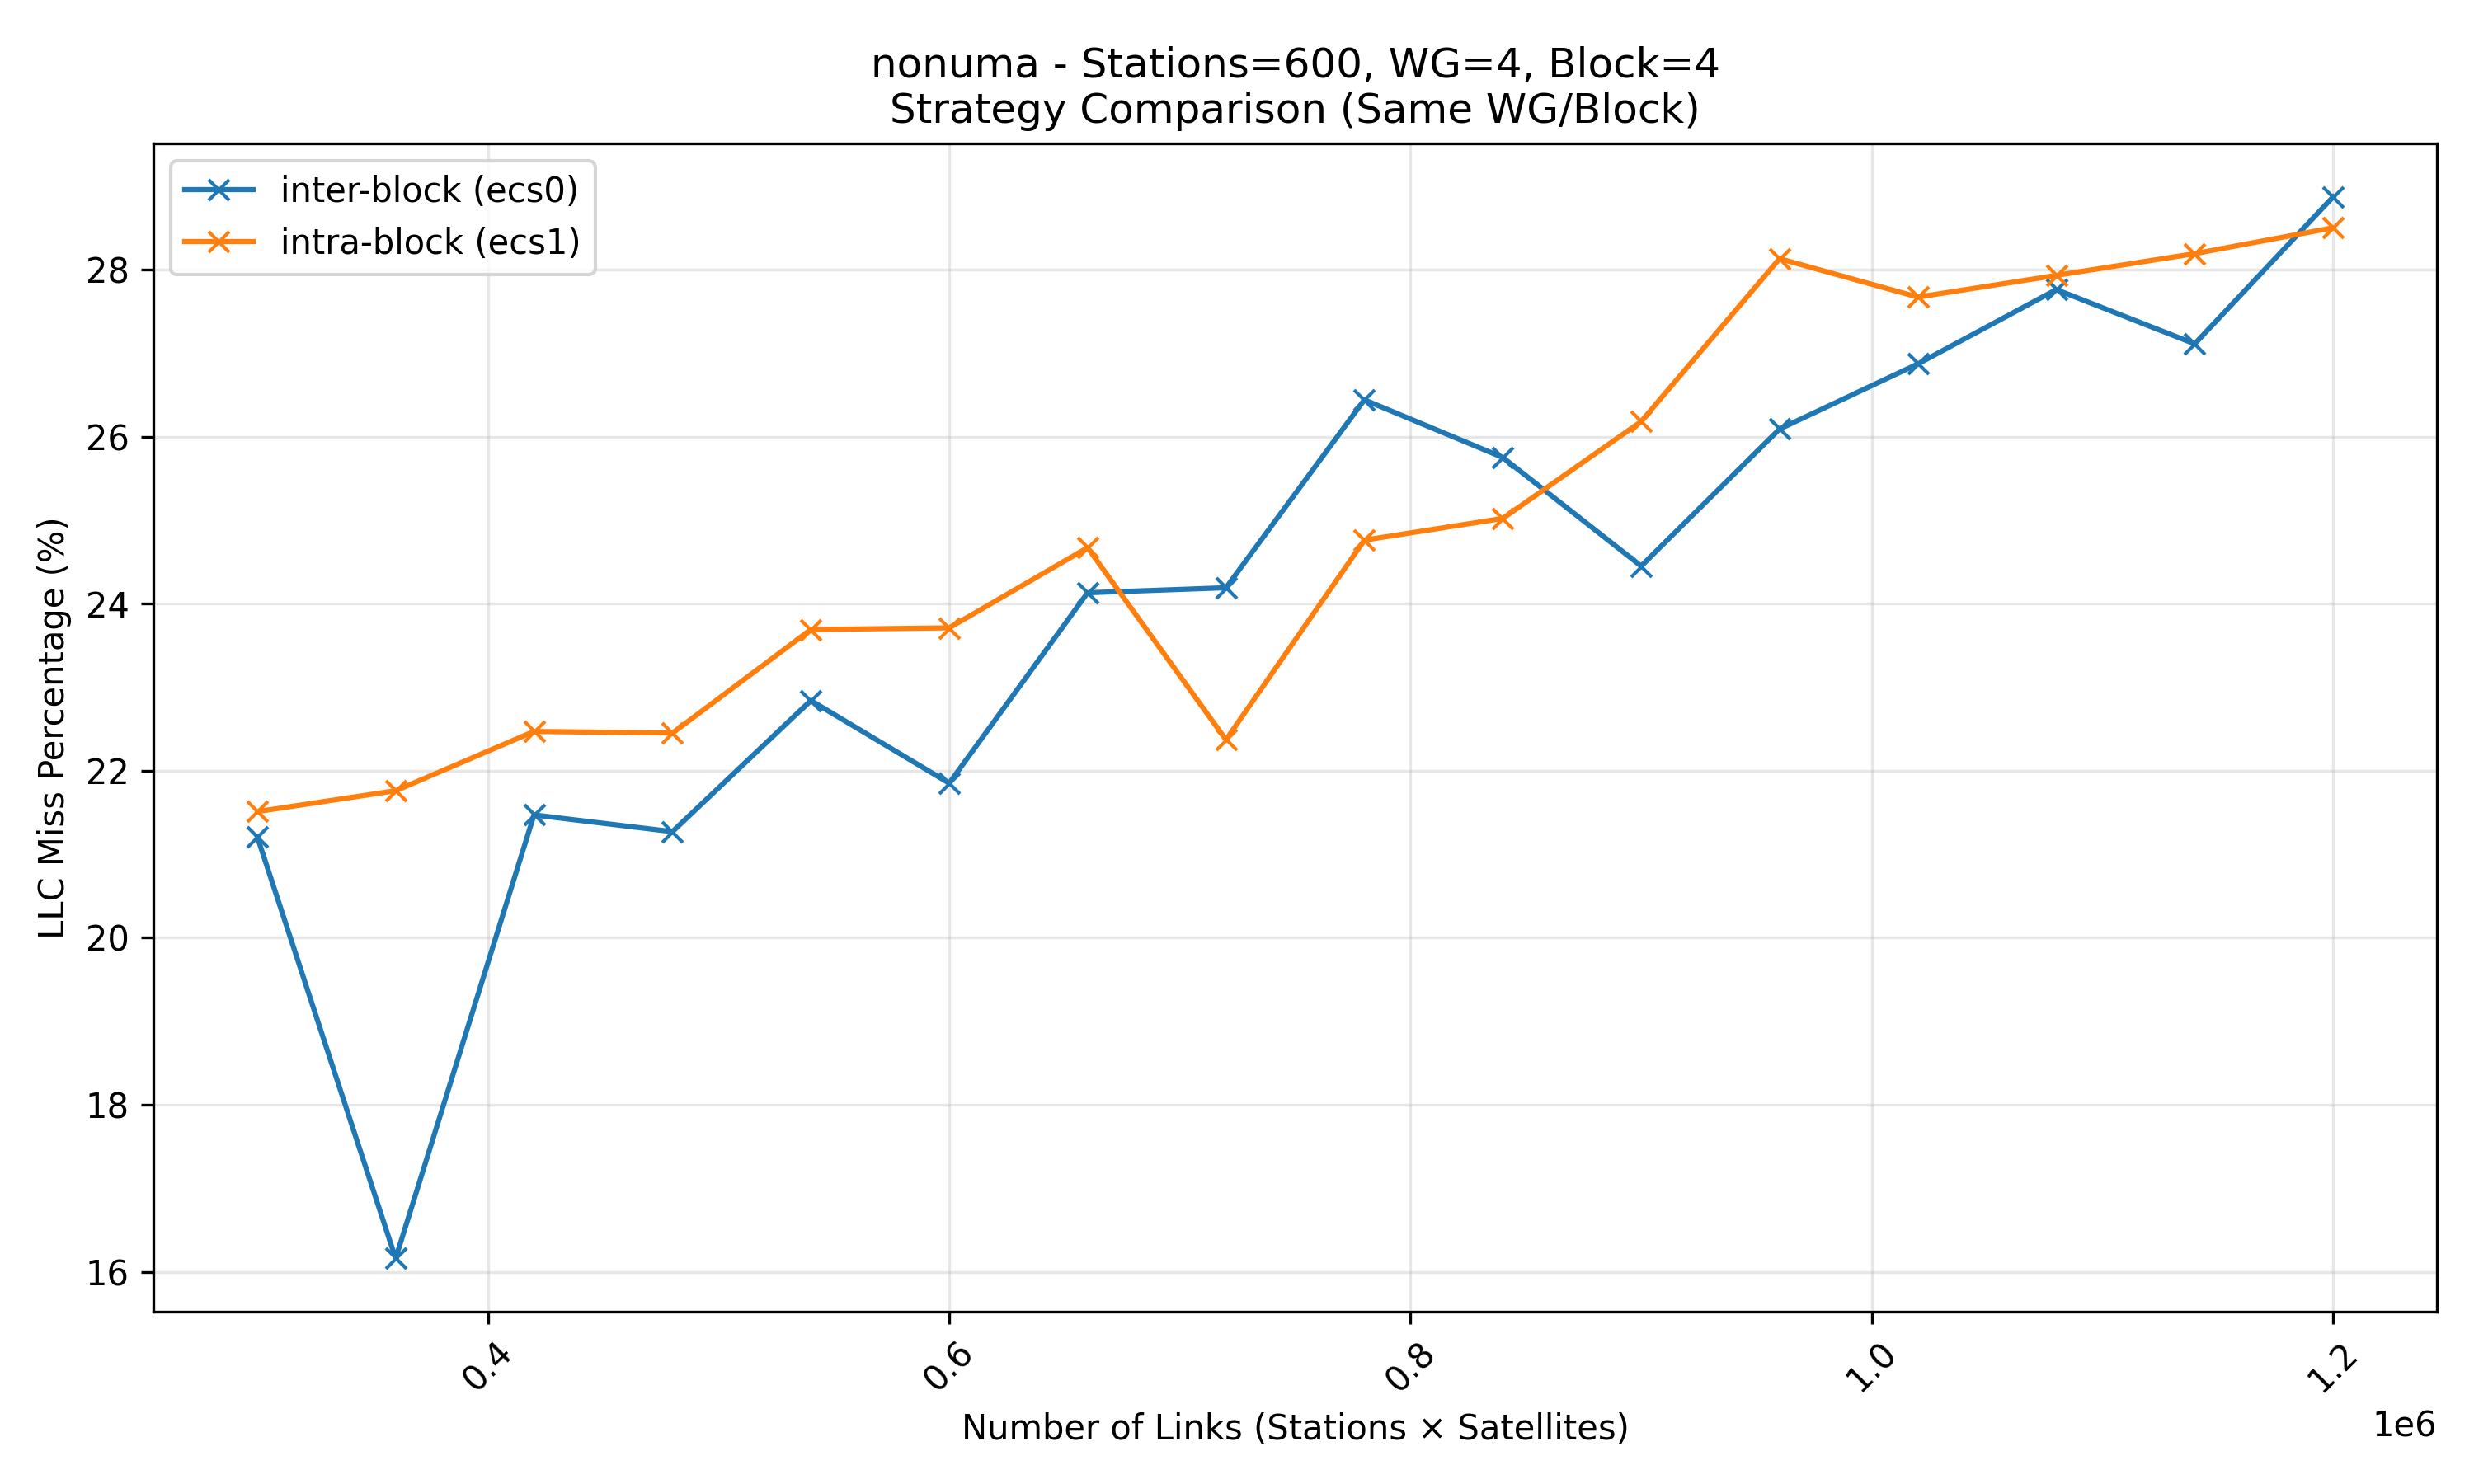 nonuma - Stations=600, WG=4, Block=4
Strategy Comparison (Same WG/Block)
inter-block (ecs0)
intra-block (ecs1)
LLC Miss Percentage (%)
28
26
24
22
20
18
16
0.4
0.6
0.8
1.0
1.2
1e6
Number of Links (Stations × Satellites)